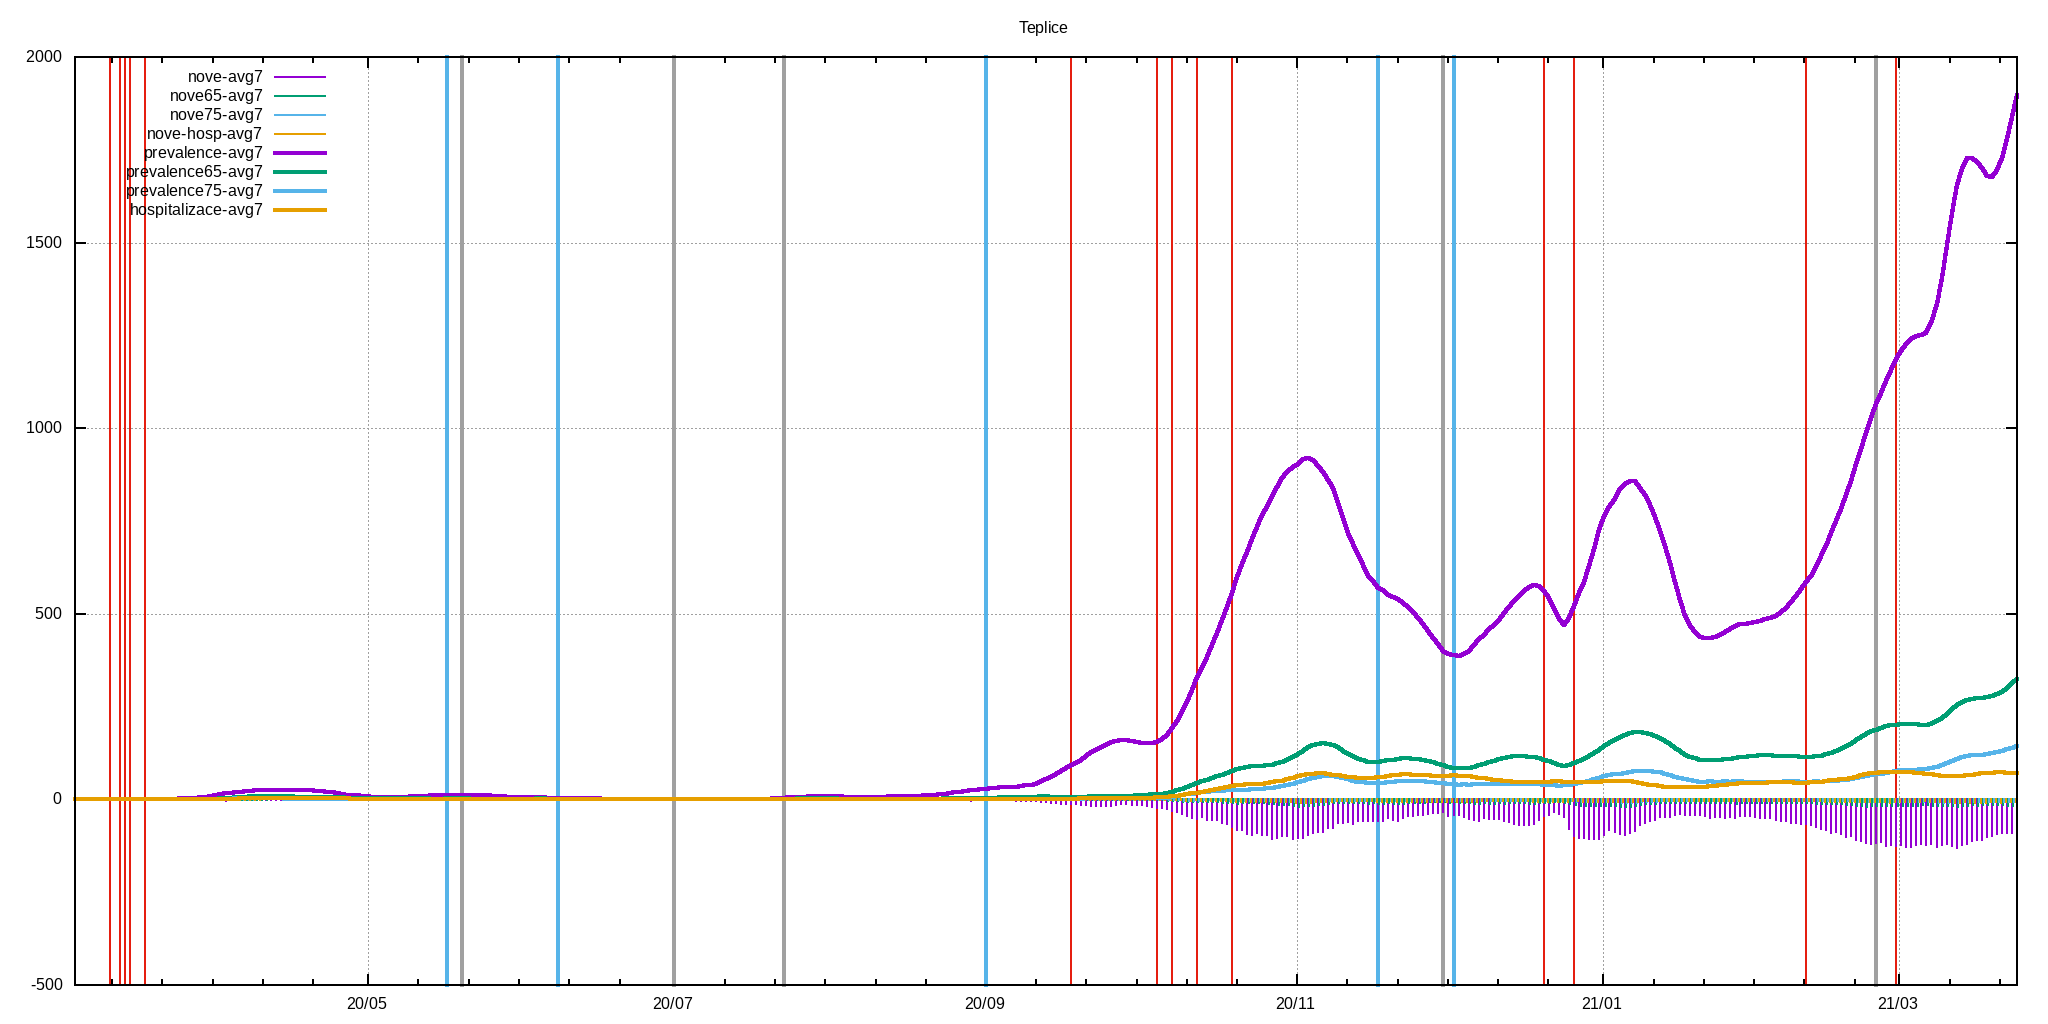 Teplice
2000
1500
1000
500
0
-500
nove-avg7
nove65-avg7
nove75-avg7
nove-hosp-avg7
prevalence-avg7
prevalence65-avg7
prevalence75-avg7
hospitalizace-avg7
20/05 20/07 20/09 20/11 21/01 21/03